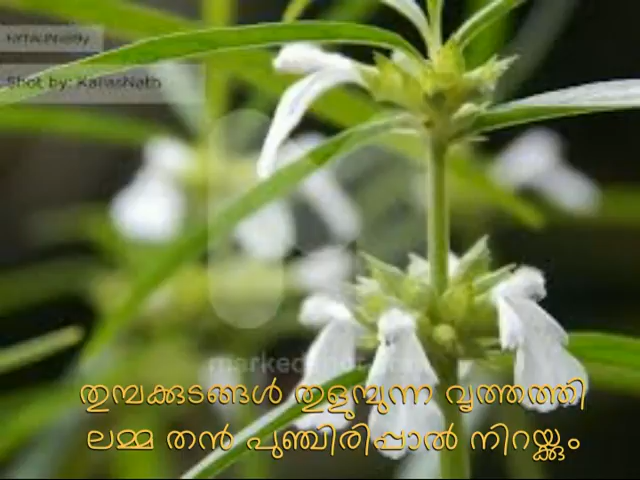 Shot by: KailasNath
തുമ്പക്കുടങ്ങൾ തുളുമ്പുന്ന വൃത്തത്തി
ലമ്മ തൻ പുഞ്ചിരിപ്പാൽ നിറയ്ക്കും